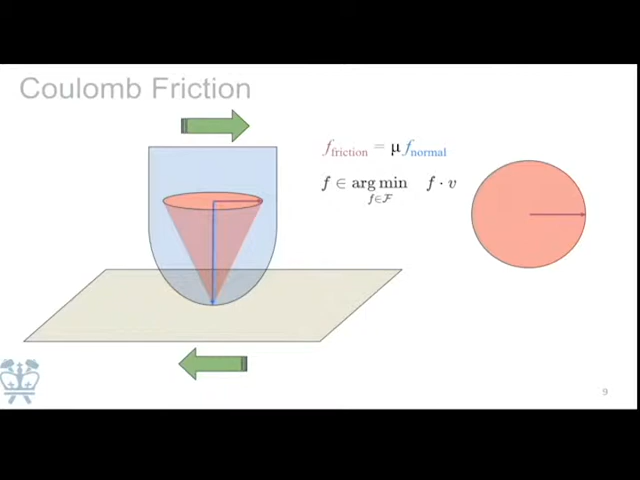 Coulomb Friction
f_friction = μ f_normal
f ∈ arg min f · v
f∈F
9